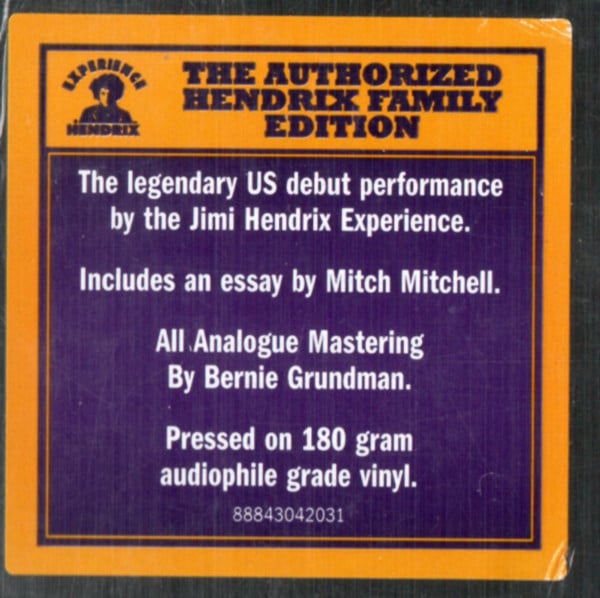 EXPERIENCE
HENDRIX
THE AUTHORIZED
HENDRIX FAMILY
EDITION
The legendary US debut performance
by the Jimi Hendrix Experience.
Includes an essay by Mitch Mitchell.
All Analogue Mastering
By Bernie Grundman.
Pressed on 180 gram
audiophile grade vinyl.
88843042031